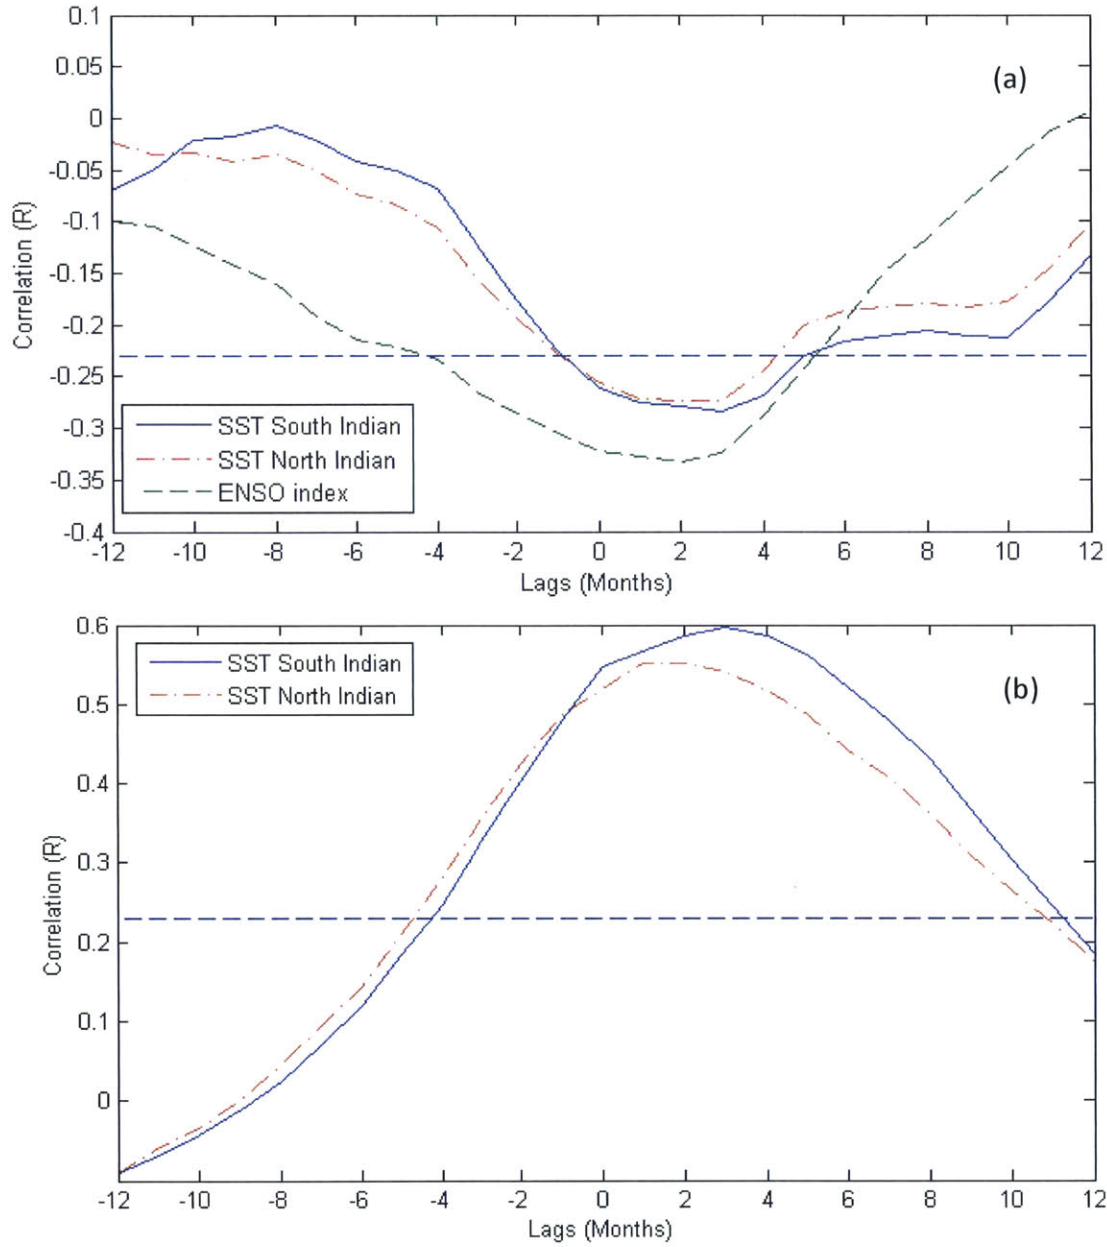 0.1
0.05
0
-0.05
-0.1
-0.15
-0.2
-0.25
-0.3
-0.35
-0.4
Correlation (R)
(a)
SST South Indian
SST North Indian
ENSO index
-12 -10 -8 -6 -4 -2 0 2 4 6 8 10 12
Lags (Months)
0.6
0.5
0.4
0.3
0.2
0.1
0
Correlation (R)
SST South Indian
SST North Indian
(b)
-12 -10 -8 -6 -4 -2 0 2 4 6 8 10 12
Lags (Months)